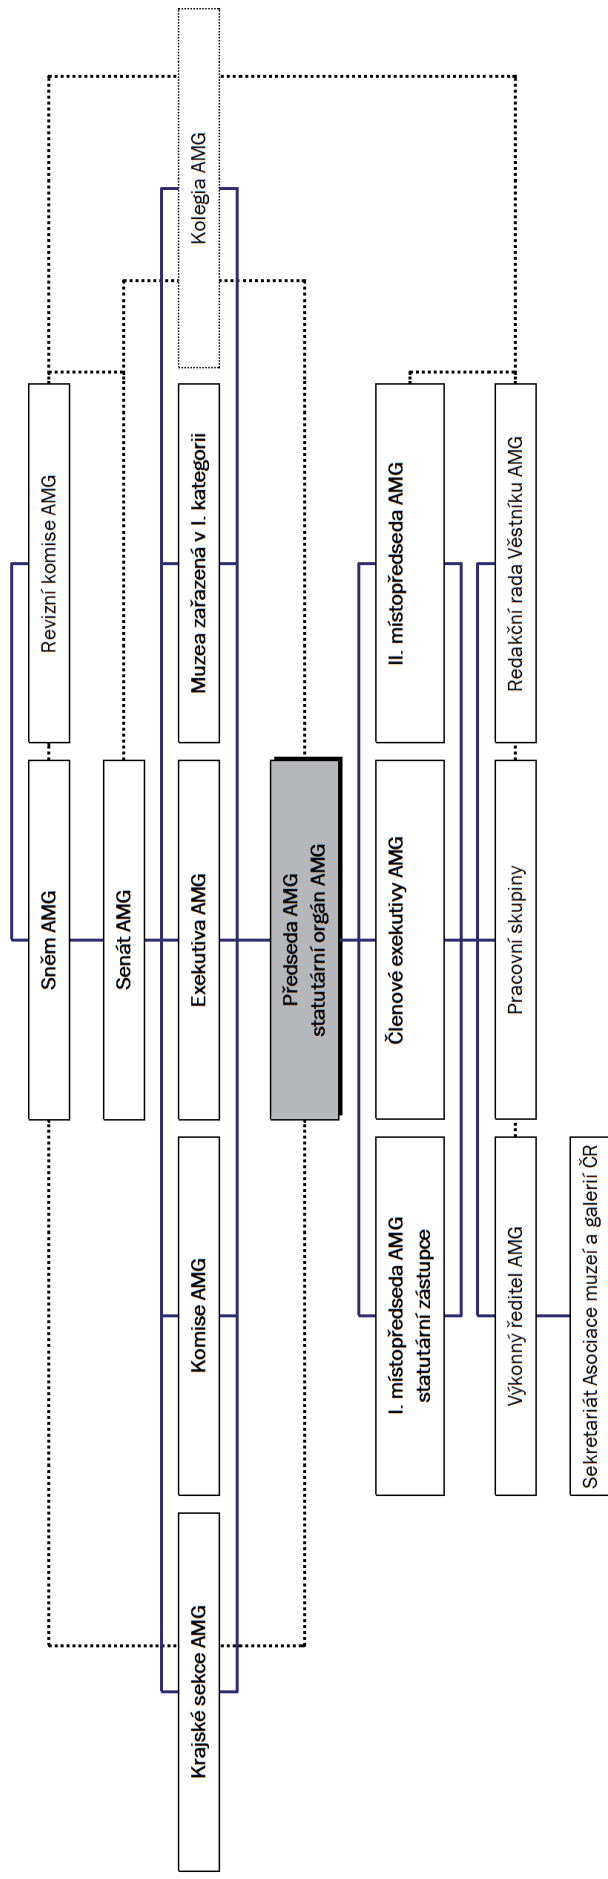 Sněm AMG
Revizní komise AMG
Senát AMG
Krajské sekce AMG
Komise AMG
Exekutiva AMG
Muzea zařazená v I. kategorii
Kolegia AMG
Předseda AMG
statutární orgán AMG
I. místopředseda AMG
statutární zástupce
Členové exekutivy AMG
II. místopředseda AMG
Výkonný ředitel AMG
Pracovní skupiny
Redakční rada Věstníku AMG
Sekretariát Asociace muzeí a galerií ČR